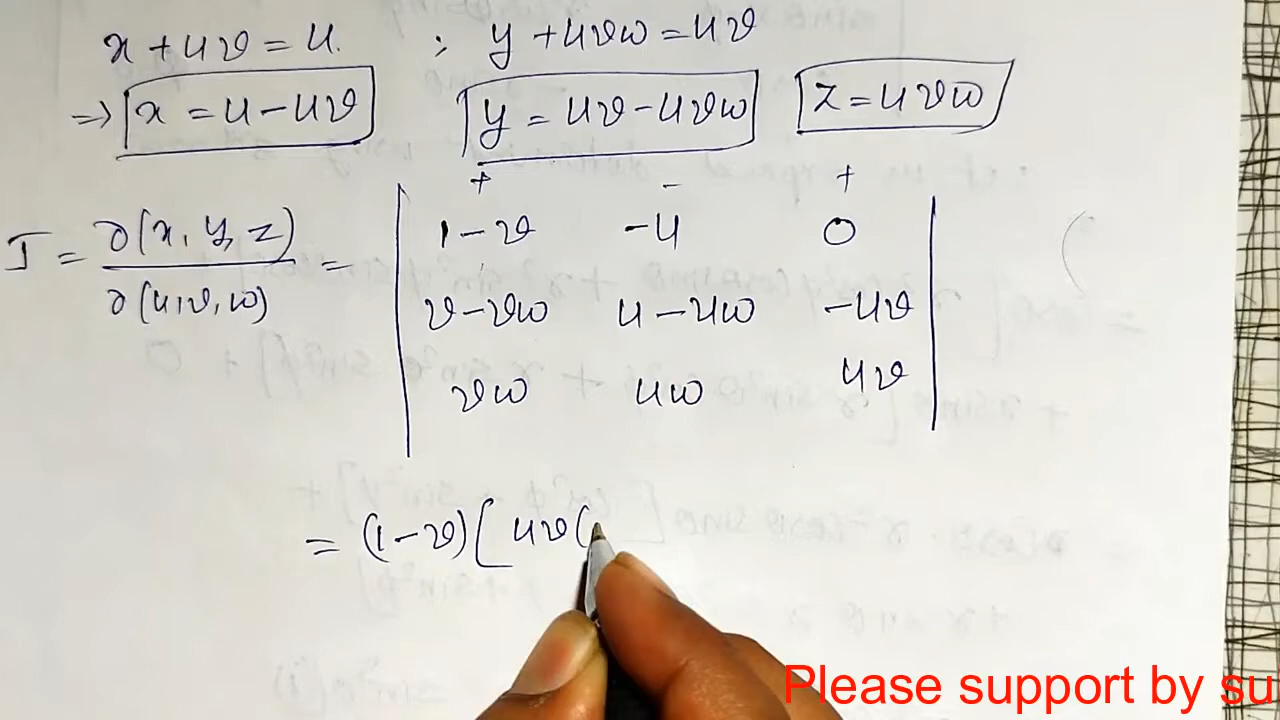 x + uv = u. ; y + uvw = uv
⇒ x = u - uv y = uv - uvw z = uvw
+ - +
J = ∂(x, y, z) / ∂(u, v, w) = | 1 - v -u 0 |
| v - vw u - uw -uv |
| vw uw uv |
= (1 - v) [ uv (
Please support by su